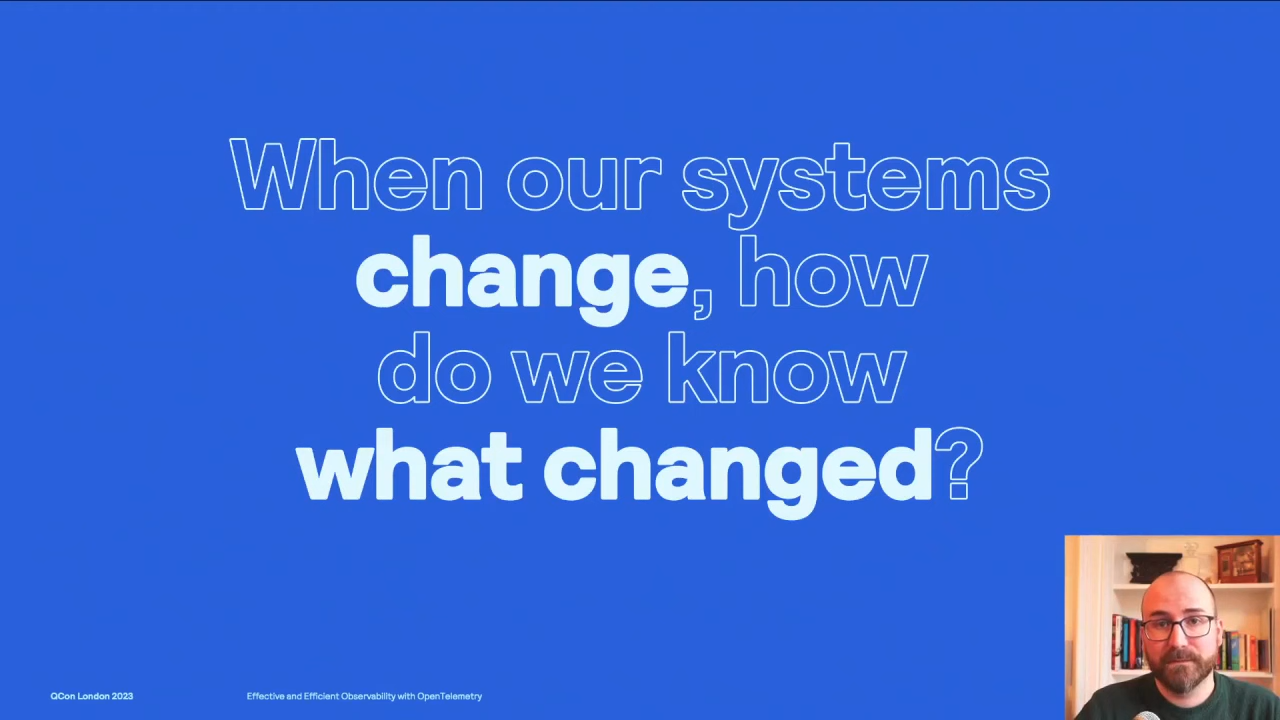 When our systems
change, how
do we know
what changed?
QCon London 2023
Effective and Efficient Observability with OpenTelemetry